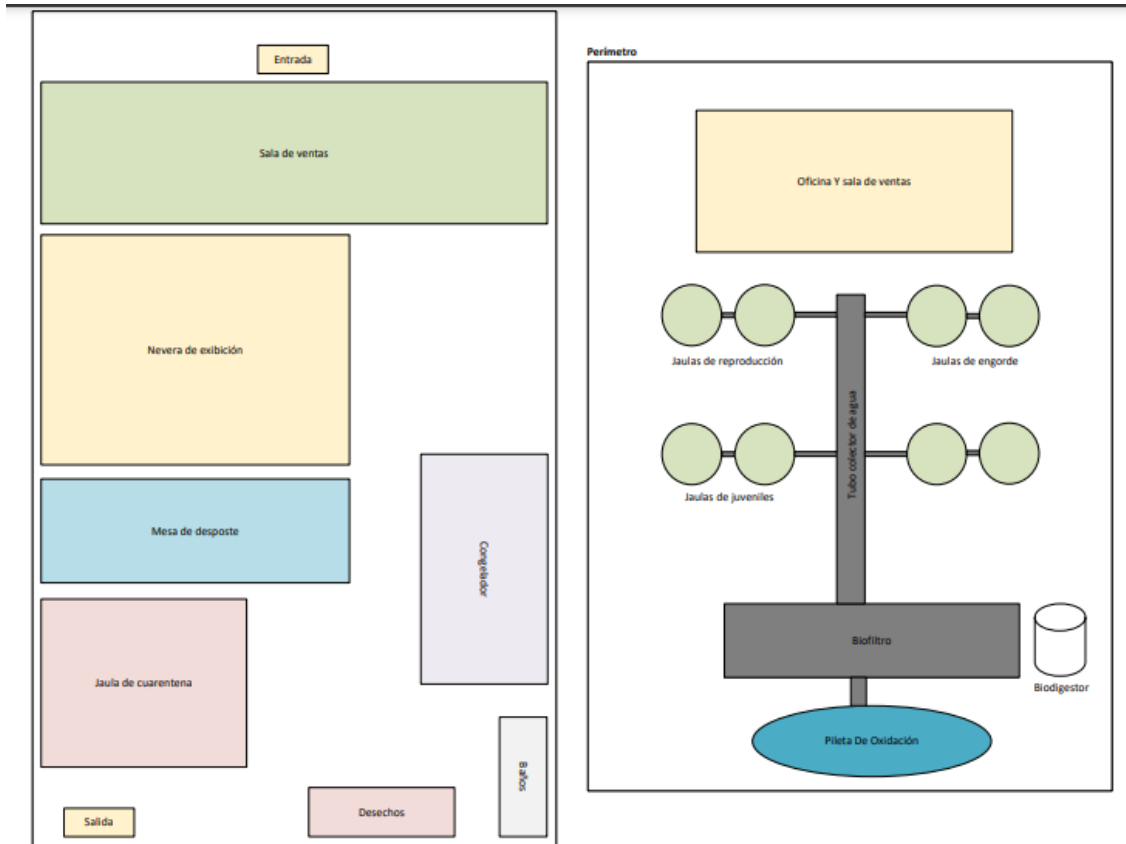 Entrada
Sala de ventas
Nevera de exibición
Mesa de desposte
Congelador
Jaula de cuarentena
Baños
Desechos
Salida
Perímetro
Oficina Y sala de ventas
Jaulas de reproducción
Jaulas de engorde
Tubo colector de agua
Jaulas de juveniles
Biofiltro
Biodigestor
Pileta De Oxidación